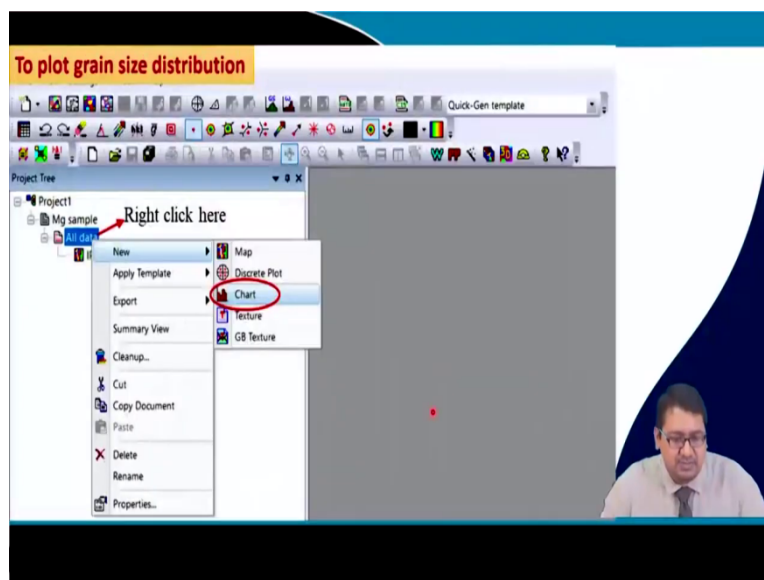 To plot grain size distribution
Quick-Gen template
Project Tree
Project1
Mg sample
Right click here
All data
New
Map
Apply Template
Discrete Plot
Chart
Export
Texture
Summary View
GB Texture
Cleanup...
Cut
Copy Document
Paste
Delete
Rename
Properties...